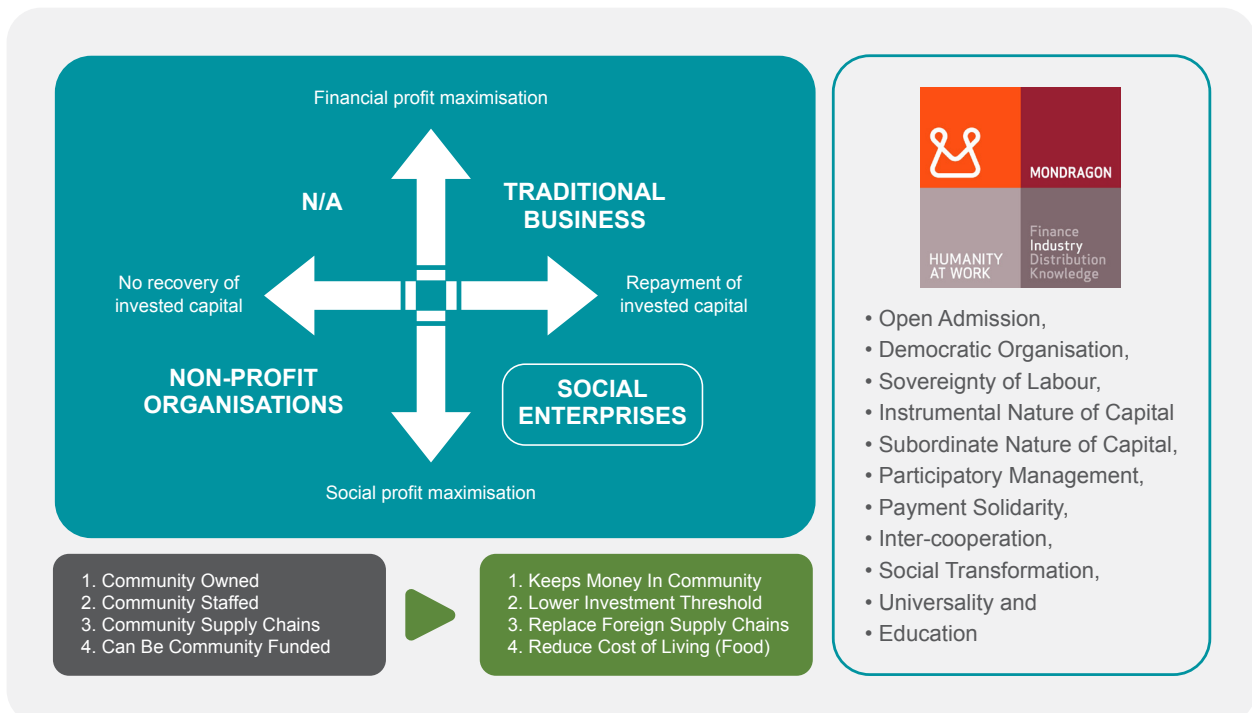 Financial profit maximisation
N/A
TRADITIONAL
BUSINESS
No recovery of
invested capital
Repayment of
invested capital
NON-PROFIT
ORGANISATIONS
SOCIAL
ENTERPRISES
Social profit maximisation
1. Community Owned
2. Community Staffed
3. Community Supply Chains
4. Can Be Community Funded
1. Keeps Money In Community
2. Lower Investment Threshold
3. Replace Foreign Supply Chains
4. Reduce Cost of Living (Food)
MONDRAGON
HUMANITY
AT WORK
Finance
Industry
Distribution
Knowledge
• Open Admission,
• Democratic Organisation,
• Sovereignty of Labour,
• Instrumental Nature of Capital
• Subordinate Nature of Capital,
• Participatory Management,
• Payment Solidarity,
• Inter-cooperation,
• Social Transformation,
• Universality and
• Education